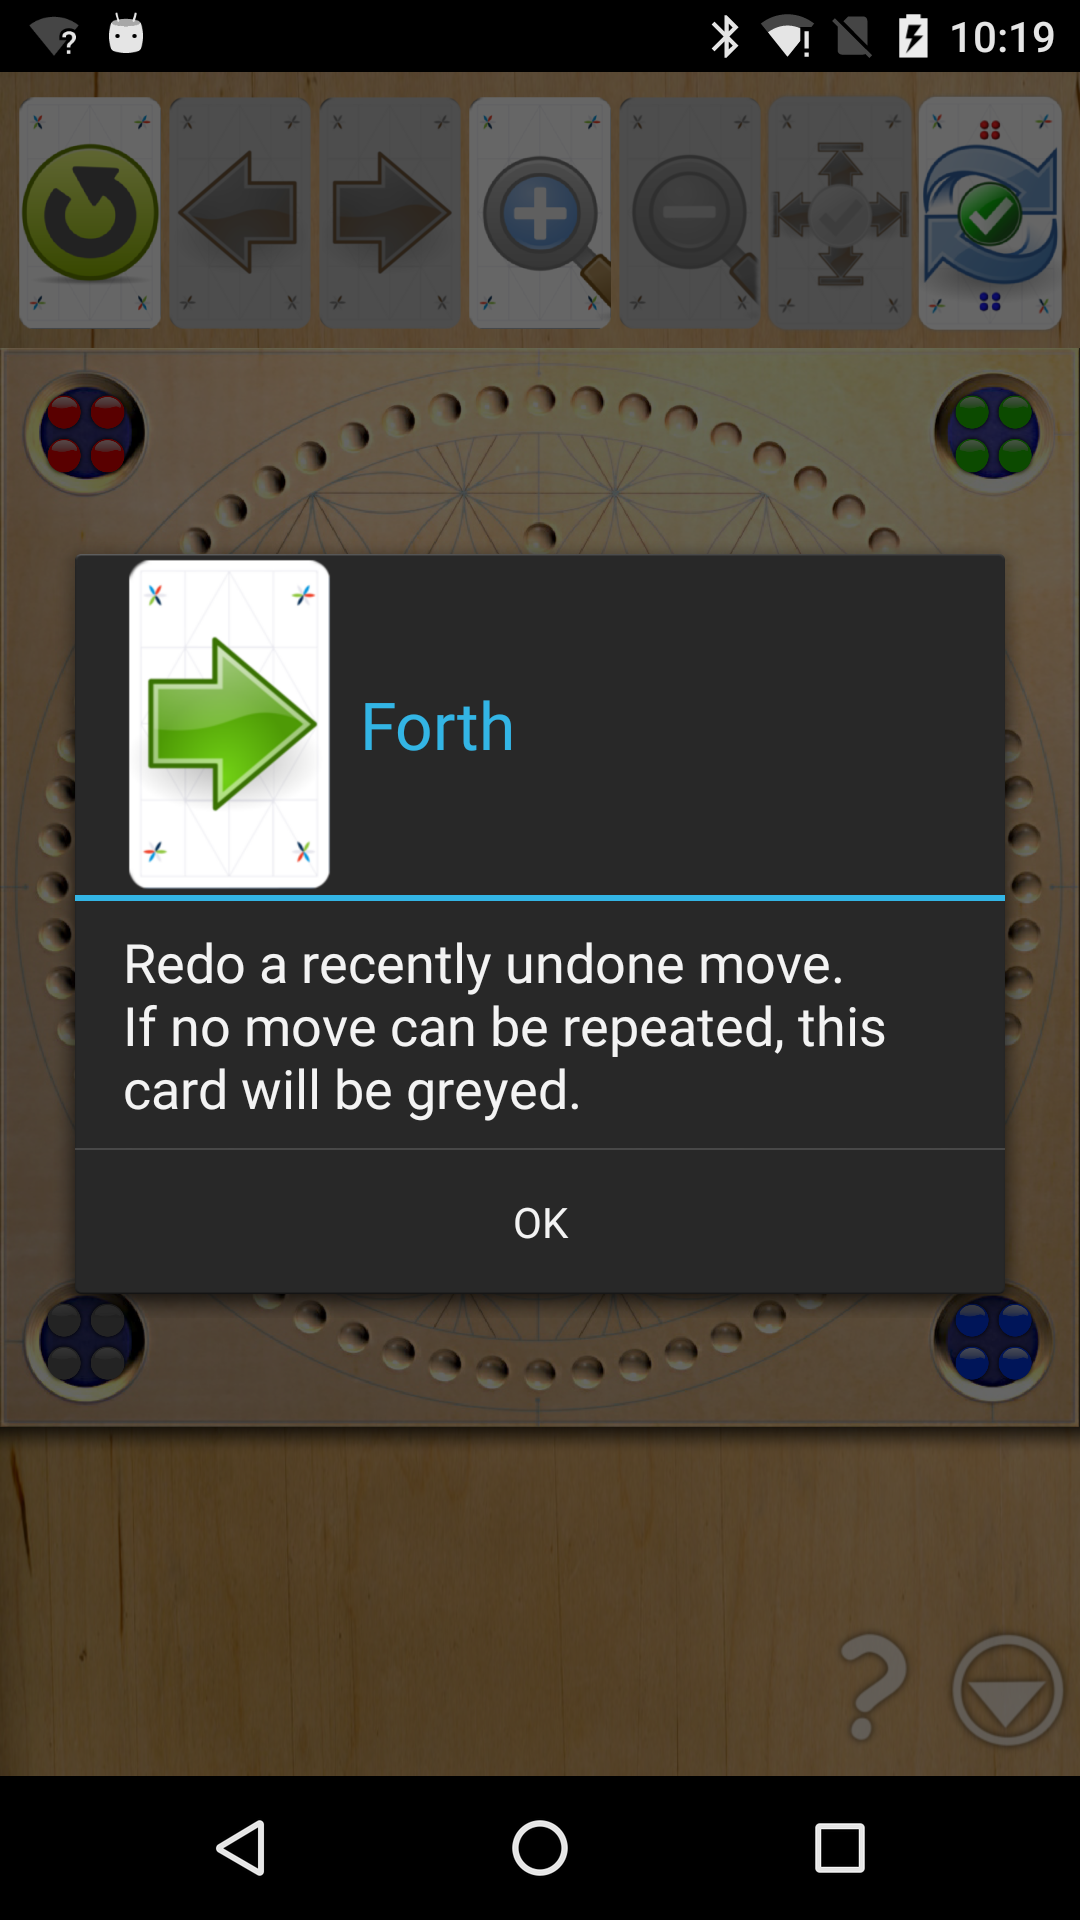 10:19
Forth
Redo a recently undone move.
If no move can be repeated, this
card will be greyed.
OK